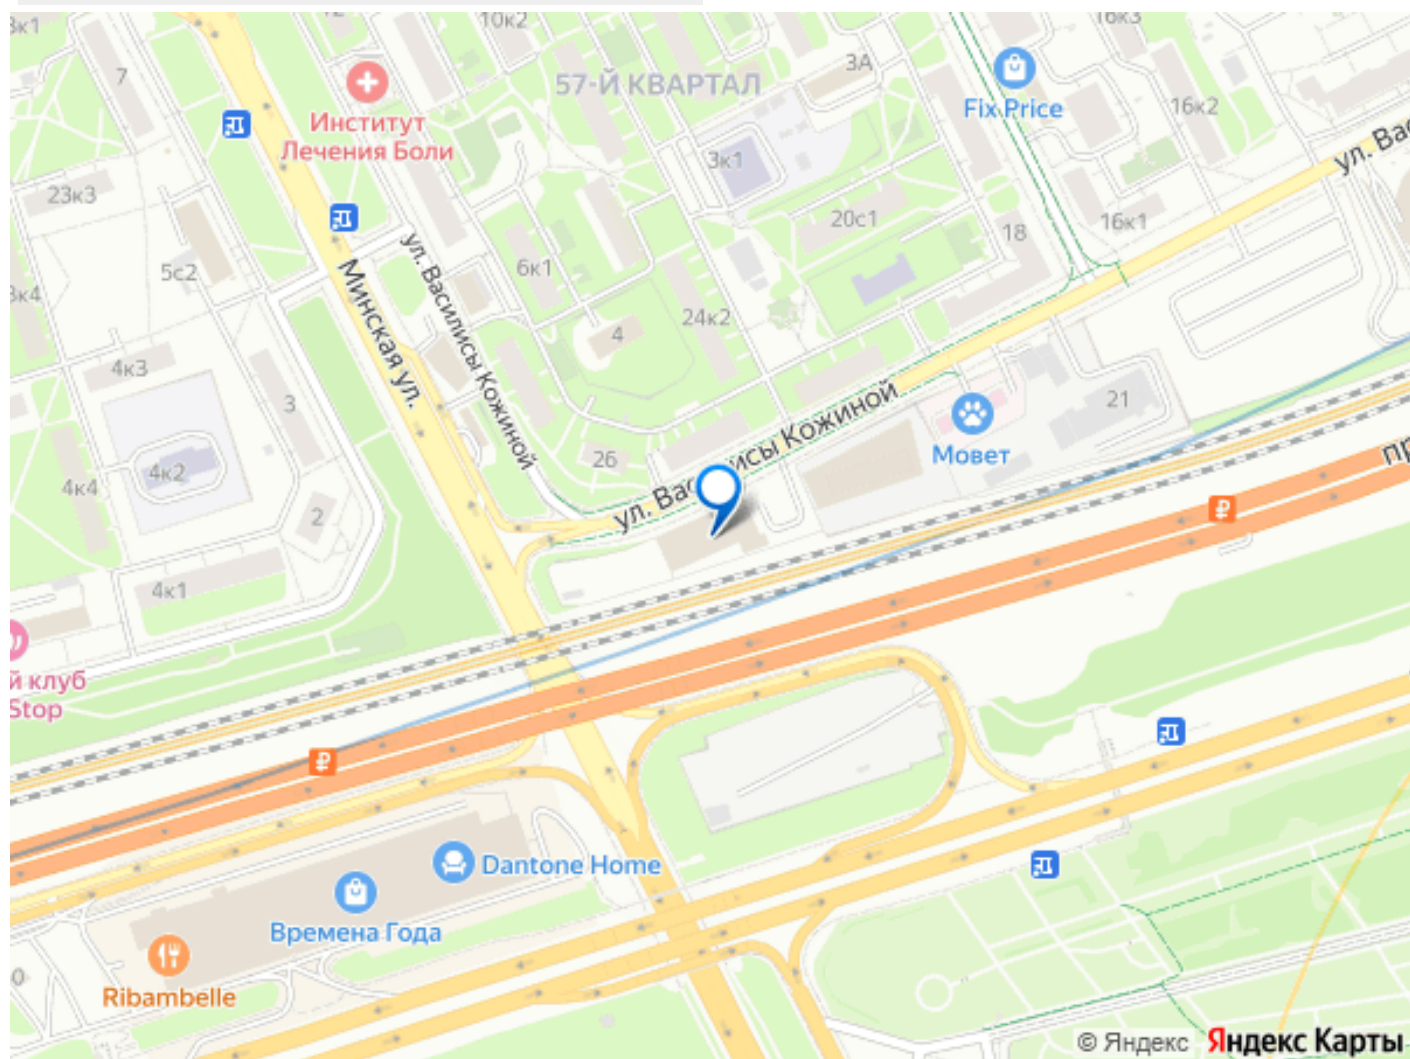 10к2
16к3
3к1
7
3А
57-Й КВАРТАЛ
Fix Price
16к2
Институт
Лечения Боли
3к1
ул. Вас
23к3
20с1
18
16к1
5с2
6к1
ул. Василисы Кожиной
Минская ул.
24к2
4
4к3
3
21
ул. Василисы Кожиной
Мовет
26
4к2
4к4
2
пр
4к1
₽
й клуб
Stop
₽
Dantone Home
Времена Года
0
Ribambelle
© Яндекс Яндекс Карты